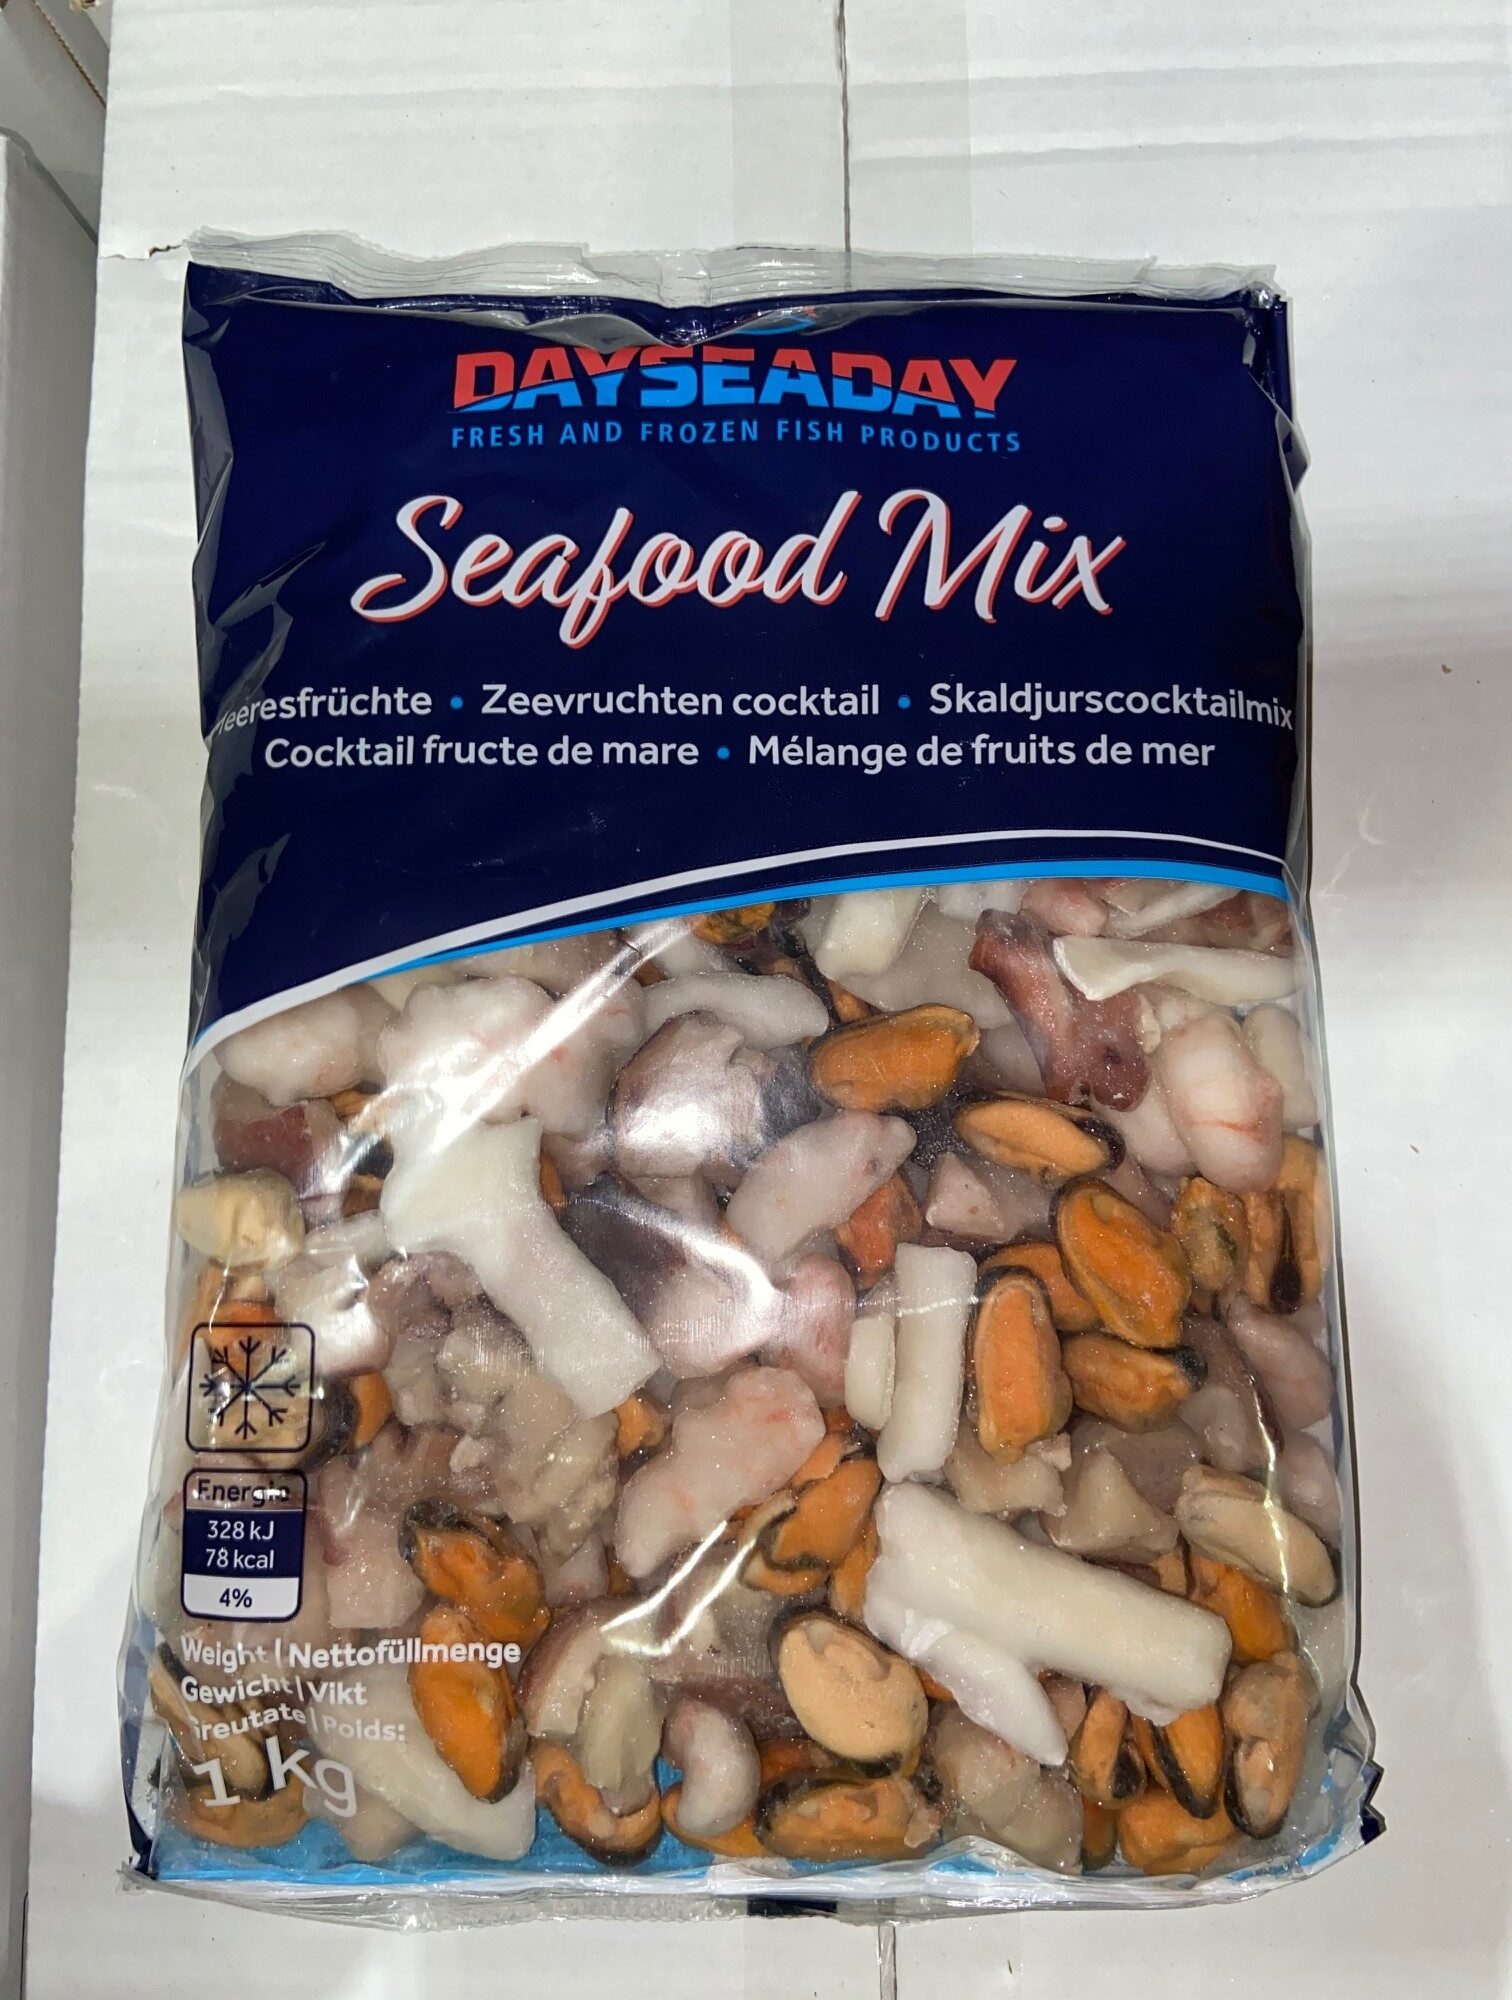 DAYSEADAY
FRESH AND FROZEN FISH PRODUCTS
Seafood Mix
eeresfrüchte • Zeevruchten cocktail • Skaldjurscocktailmix
Cocktail fructe de mare • Mélange de fruits de mer
Energie
328 kJ
78 kcal
4%
Weight | Nettofüllmenge
Gewicht | Vikt
Greutate | Poids:
1 kg